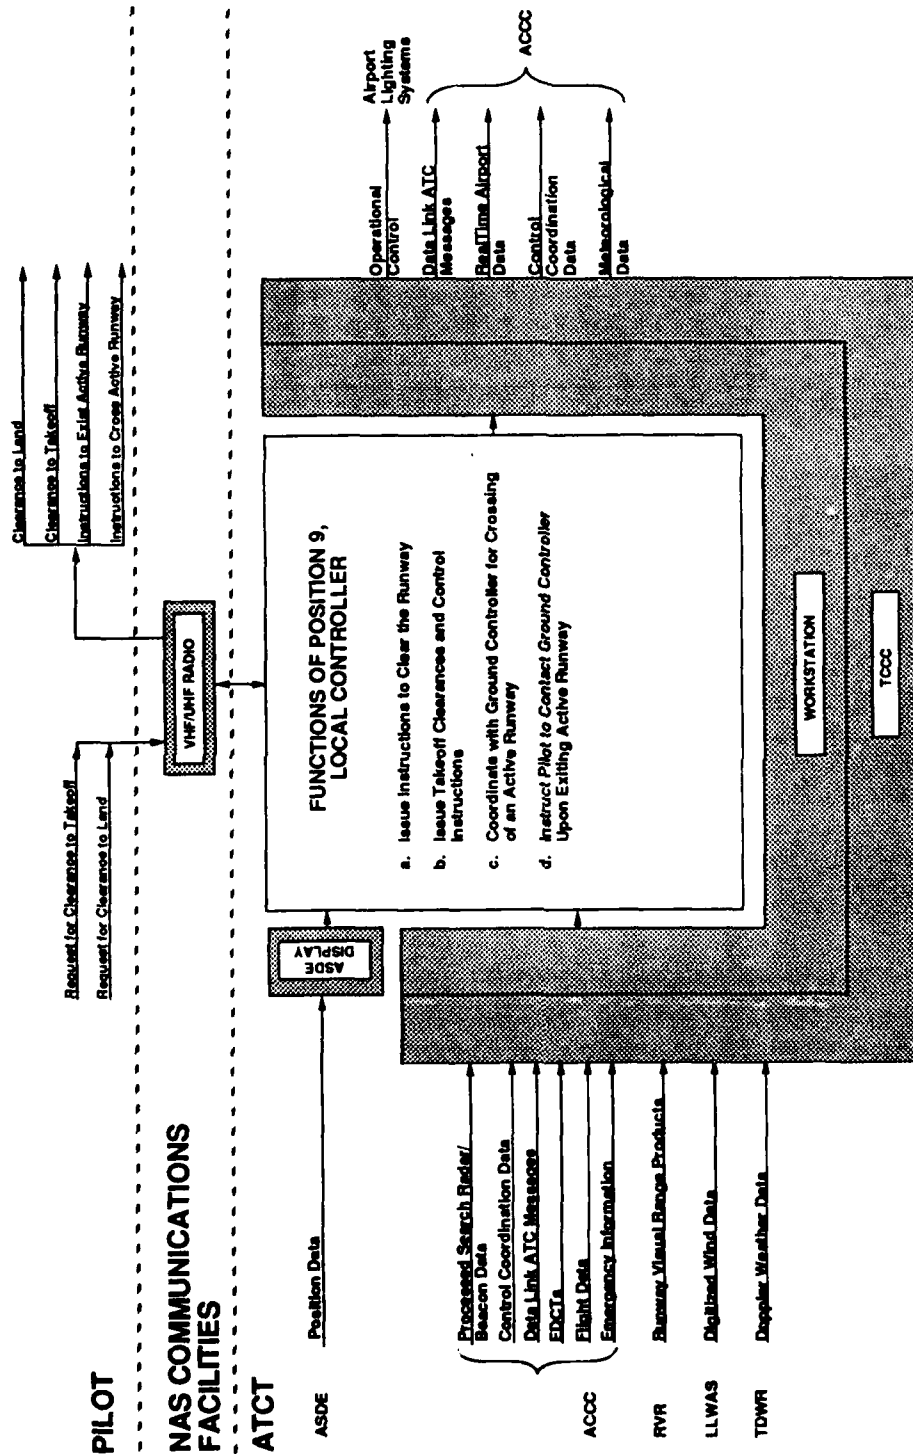 PILOT
Request for Clearance to Takeoff
Request for Clearance to Land
Clearance to Land
Clearance to Takeoff
Instructions to Exist Active Runway
Instructions to Cross Active Runway
NAS COMMUNICATIONS
FACILITIES
VHF/UHF RADIO
ATCT
ASDE
Position Data
ASDE
DISPLAY
FUNCTIONS OF POSITION 9,
LOCAL CONTROLLER
a. Issue Instructions to Clear the Runway
b. Issue Takeoff Clearances and Control
Instructions
c. Coordinate with Ground Controller for Crossing
of an Active Runway
d. Instruct Pilot to Contact Ground Controller
Upon Exiting Active Runway
ACCC
Processed Search Radar/
Beacon Data
Control Coordination Data
Data Link ATC Messages
EDCTs
Flight Data
Emergency Information
RVR
Runway Visual Range Products
LLWAS
Digitized Wind Data
TDWR
Doppler Weather Data
WORKSTATION
TCCC
Operational
Control
Airport
Lighting
Systems
Data Link ATC
Messages
RealTime Airport
Data
Control
Coordination
Data
Meteorological
Data
ACCC